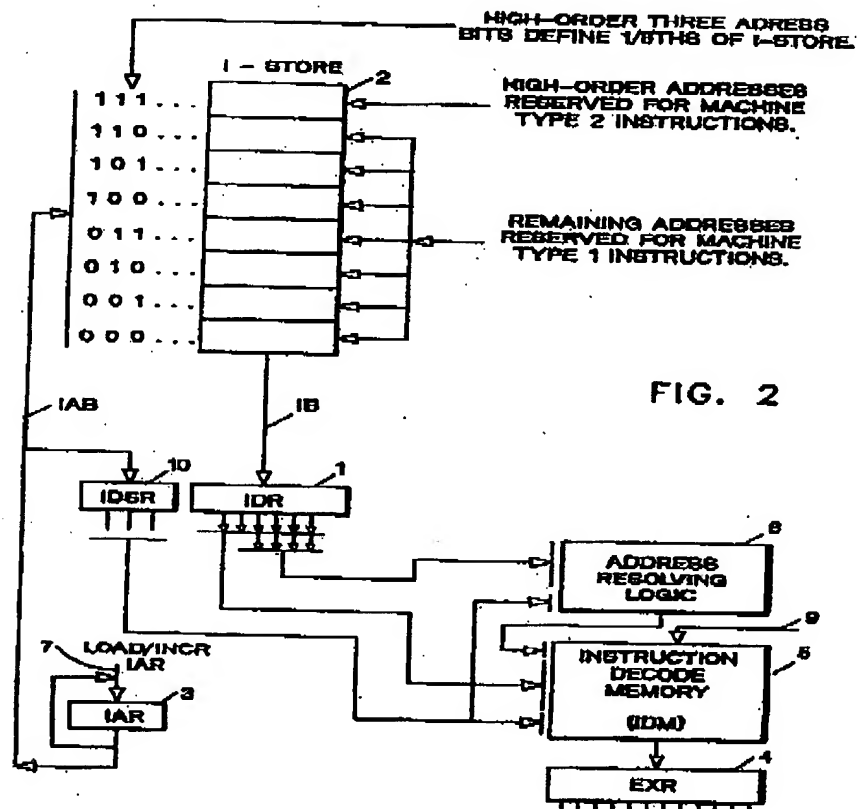 HIGH-ORDER THREE ADRESS
BITS DEFINE 1/8THS OF I-STORE.
I - STORE
2
111...
110...
101...
100...
011...
010...
001...
000...
HIGH-ORDER ADDRESSES
RESERVED FOR MACHINE
TYPE 2 INSTRUCTIONS.
REMAINING ADDRESSES
RESERVED FOR MACHINE
TYPE 1 INSTRUCTIONS.
IAB
IB
FIG. 2
10
IDSR
1
IDR
6
ADDRESS
RESOLVING
LOGIC
9
INSTRUCTION
DECODE
MEMORY
(IDM)
5
7
LOAD/INCR
IAR
3
IAR
4
EXR